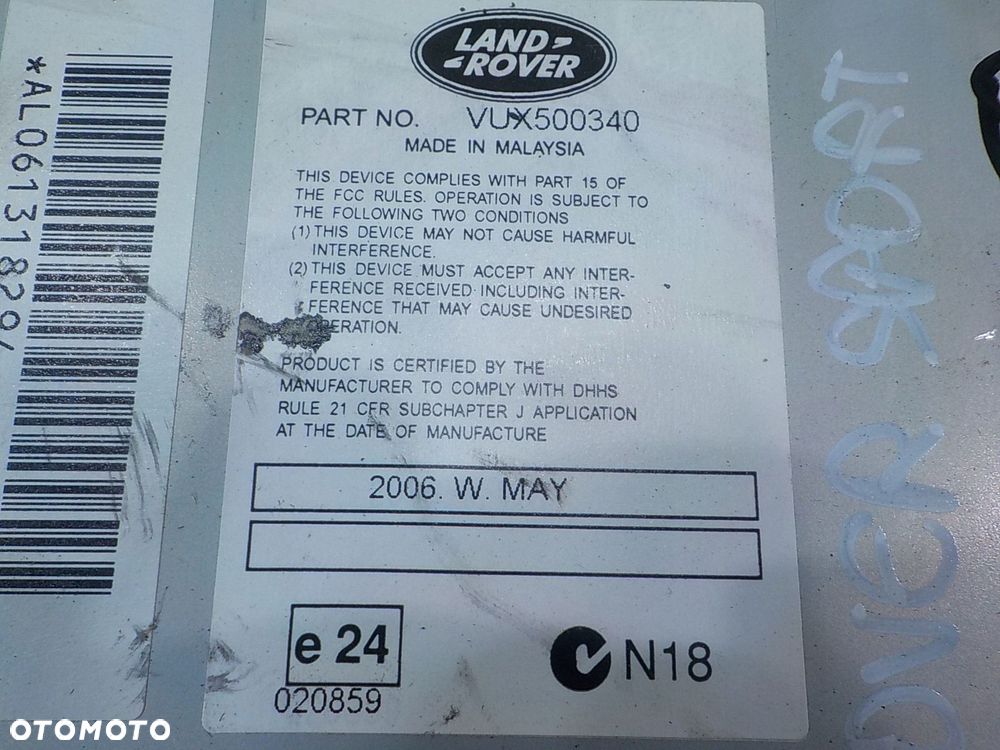 LAND
ROVER
PART NO. VUX500340
MADE IN MALAYSIA
THIS DEVICE COMPLIES WITH PART 15 OF
THE FCC RULES. OPERATION IS SUBJECT TO
THE FOLLOWING TWO CONDITIONS
(1) THIS DEVICE MAY NOT CAUSE HARMFUL
INTERFERENCE.
(2) THIS DEVICE MUST ACCEPT ANY INTER-
FERENCE RECEIVED INCLUDING INTER-
FERENCE THAT MAY CAUSE UNDESIRED
OPERATION.
PRODUCT IS CERTIFIED BY THE
MANUFACTURER TO COMPLY WITH DHHS
RULE 21 CFR SUBCHAPTER J APPLICATION
AT THE DATE OF MANUFACTURE
2006. W. MAY
e 24
020859
N18
*AL0613829
OVER SPORT
OTOMOTO